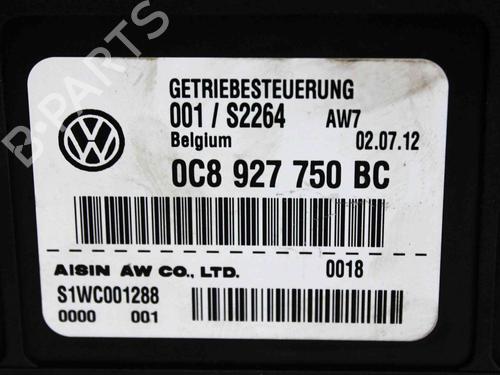 B-PARTS
GETRIEBESTEUERUNG
001 / S2264 AW7
Belgium 02.07.12
0C8 927 750 BC
AISIN AW CO., LTD. 0018
S1WC001288
0000 001